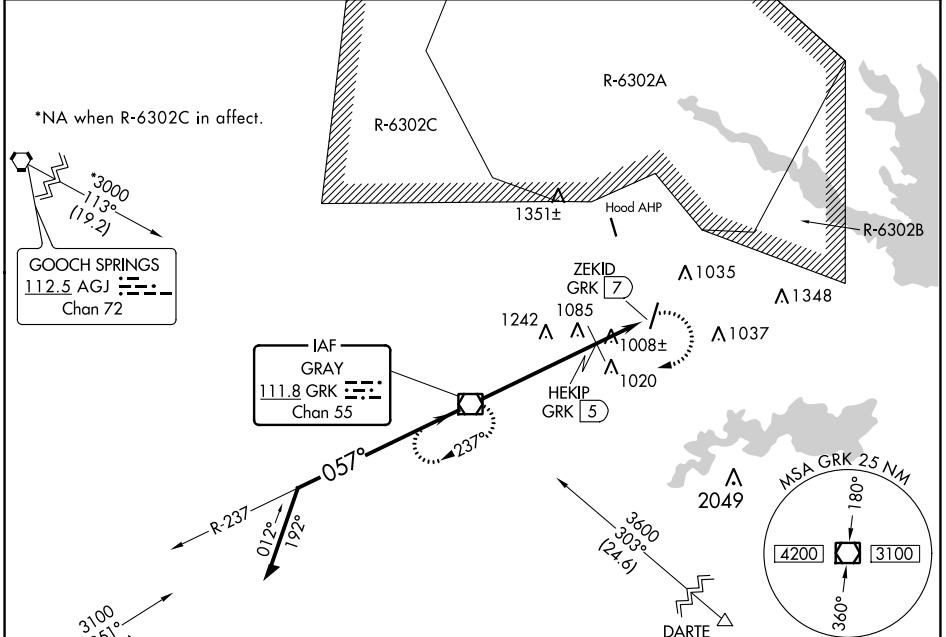 *NA when R-6302C in affect.
R-6302A
R-6302C
R-6302B
*3000
113°
(19.2)
GOOCH SPRINGS
112.5 AGJ
Chan 72
1351±
Hood AHP
ZEKID
GRK 7
1035
1348
1242
1085
1008±
1037
1020
HEKIP
GRK 5
IAF
GRAY
111.8 GRK
Chan 55
057°
237°
R-237
012°
192°
2049
MSA GRK 25 NM
180°
4200
3100
360°
3600
303°
(24.6)
DARTE
3100